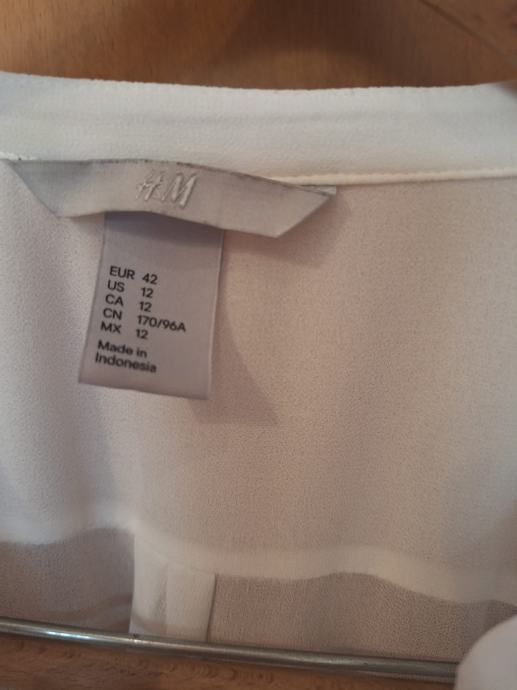 H&M
EUR 42
US 12
CA 12
CN 170/96A
MX 12
Made in
Indonesia